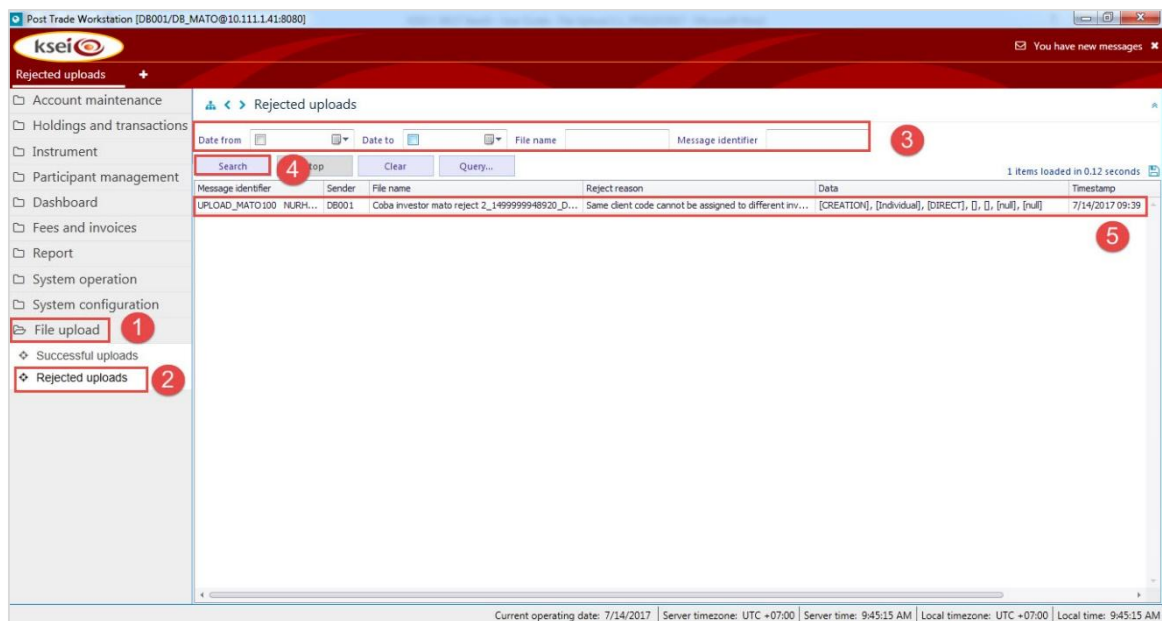 Post Trade Workstation [DB001/DB_MATO@10.111.1.41:8080]
ksei
You have new messages
Rejected uploads +
Account maintenance
Holdings and transactions
Instrument
Participant management
Dashboard
Fees and invoices
Report
System operation
System configuration
File upload 1
Successful uploads
Rejected uploads 2
Rejected uploads
Date from Date to File name Message identifier 3
Search 4 Clear Query...
1 items loaded in 0.12 seconds
Message identifier Sender File name Reject reason Data Timestamp
UPLOAD_MATO100 NURH... DB001 Coba investor mato reject 2_1499999948920_D... Same client code cannot be assigned to different inv... [CREATION], [Individual], [DIRECT], [], [], [null], [null] 7/14/2017 09:39
5
Current operating date: 7/14/2017 Server timezone: UTC +07:00 Server time: 9:45:15 AM Local timezone: UTC +07:00 Local time: 9:45:15 AM